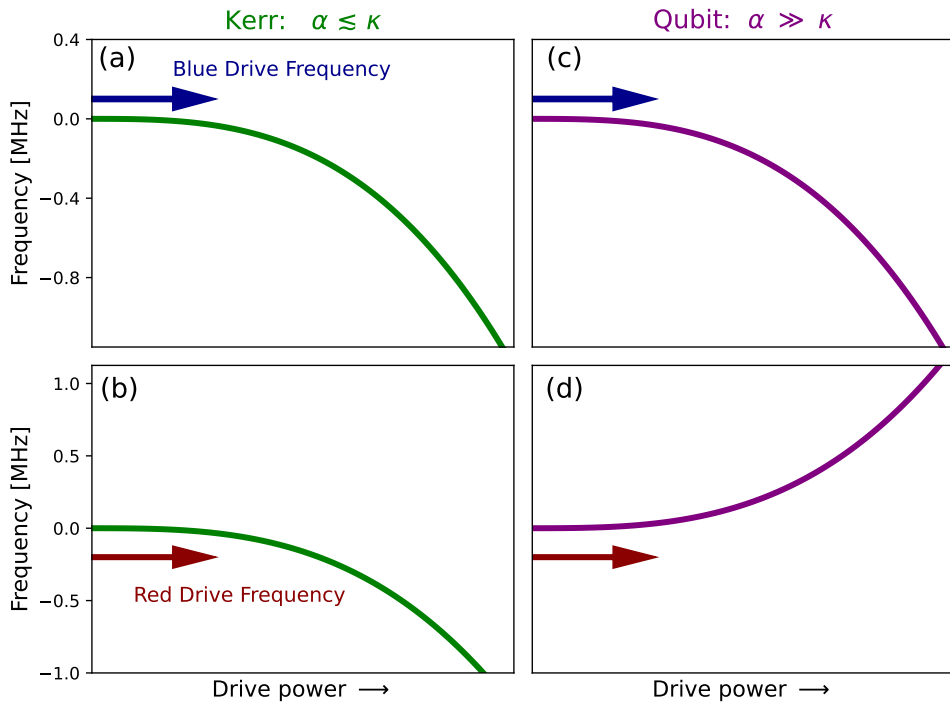 Kerr: α ≲ κ
Qubit: α ≫ κ
(a)
Blue Drive Frequency
(c)
Frequency [MHz]
0.4
0.0
−0.4
−0.8
(b)
(d)
Frequency [MHz]
1.0
0.5
0.0
−0.5
−1.0
Red Drive Frequency
Drive power ⟶
Drive power ⟶